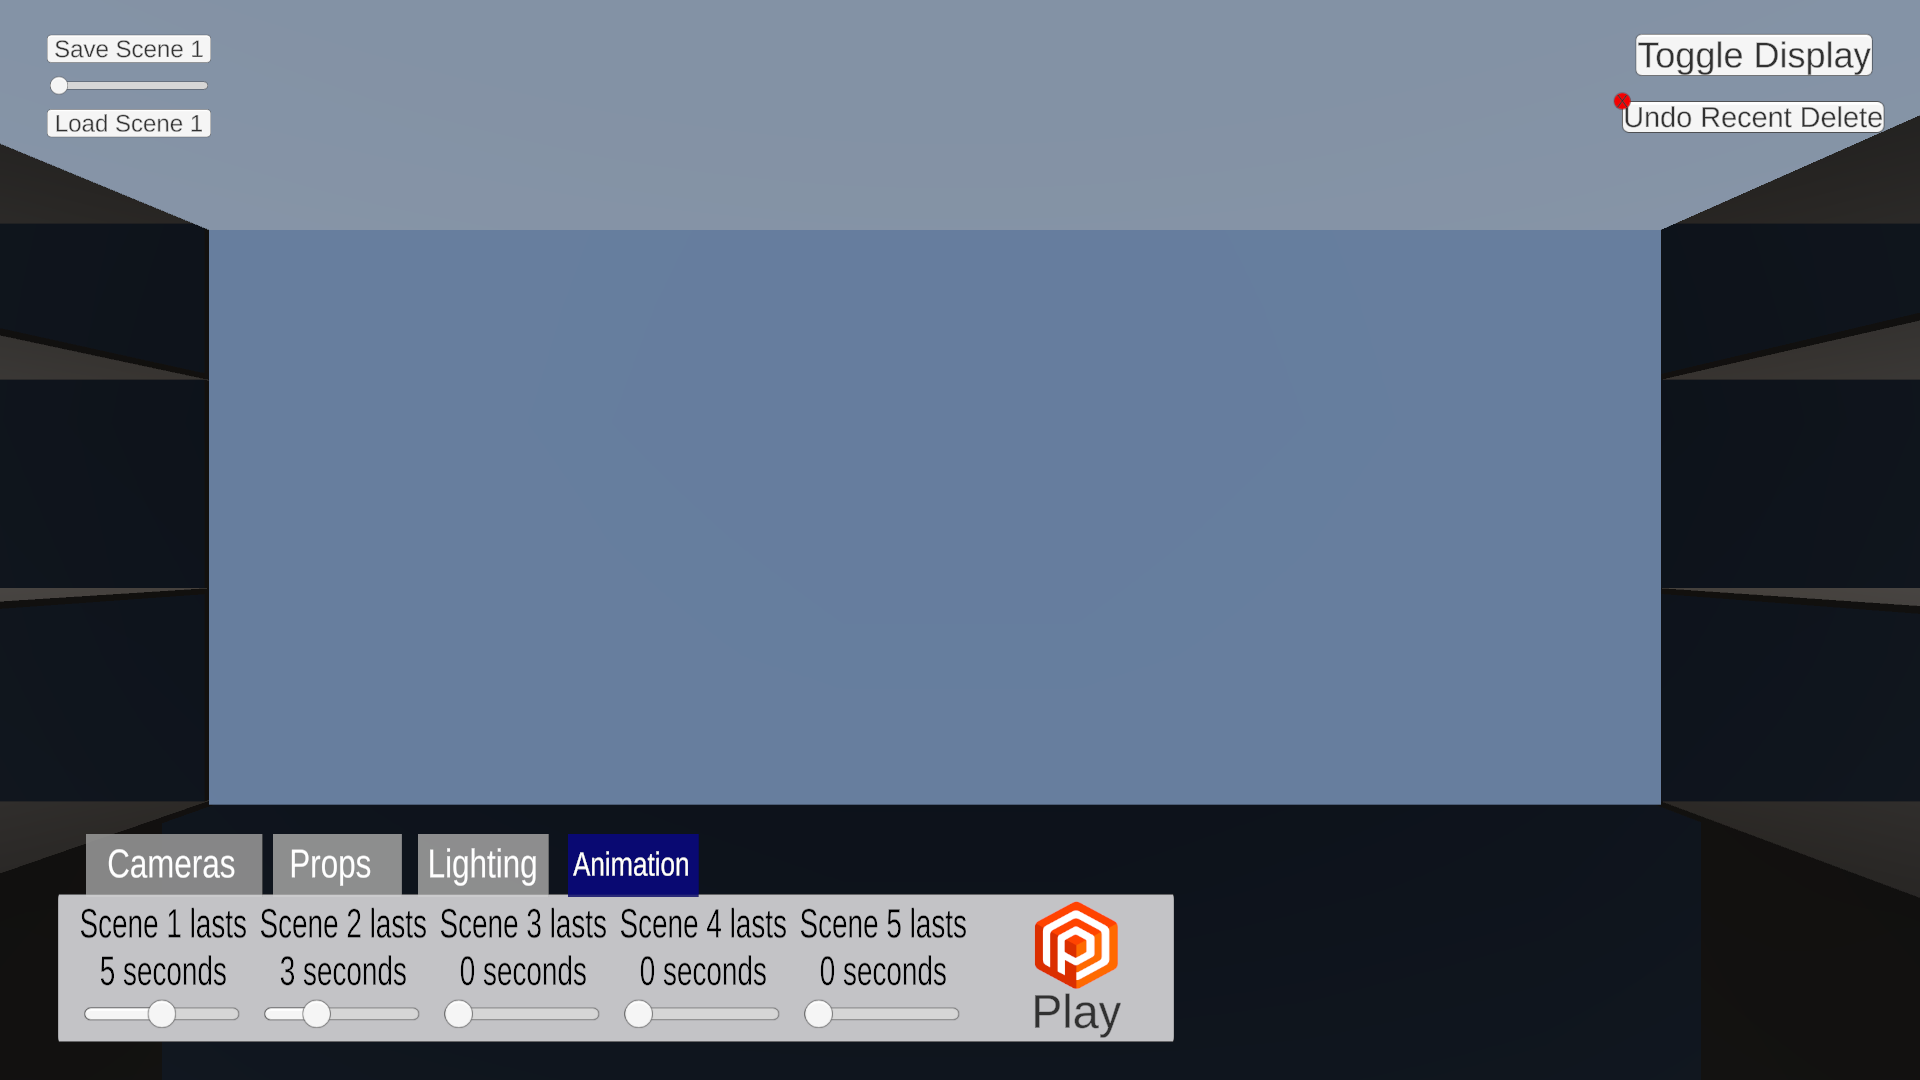 Save Scene 1
Load Scene 1
Toggle Display
Undo Recent Delete
Cameras Props Lighting Animation
Scene 1 lasts Scene 2 lasts Scene 3 lasts Scene 4 lasts Scene 5 lasts
5 seconds 3 seconds 0 seconds 0 seconds 0 seconds
Play